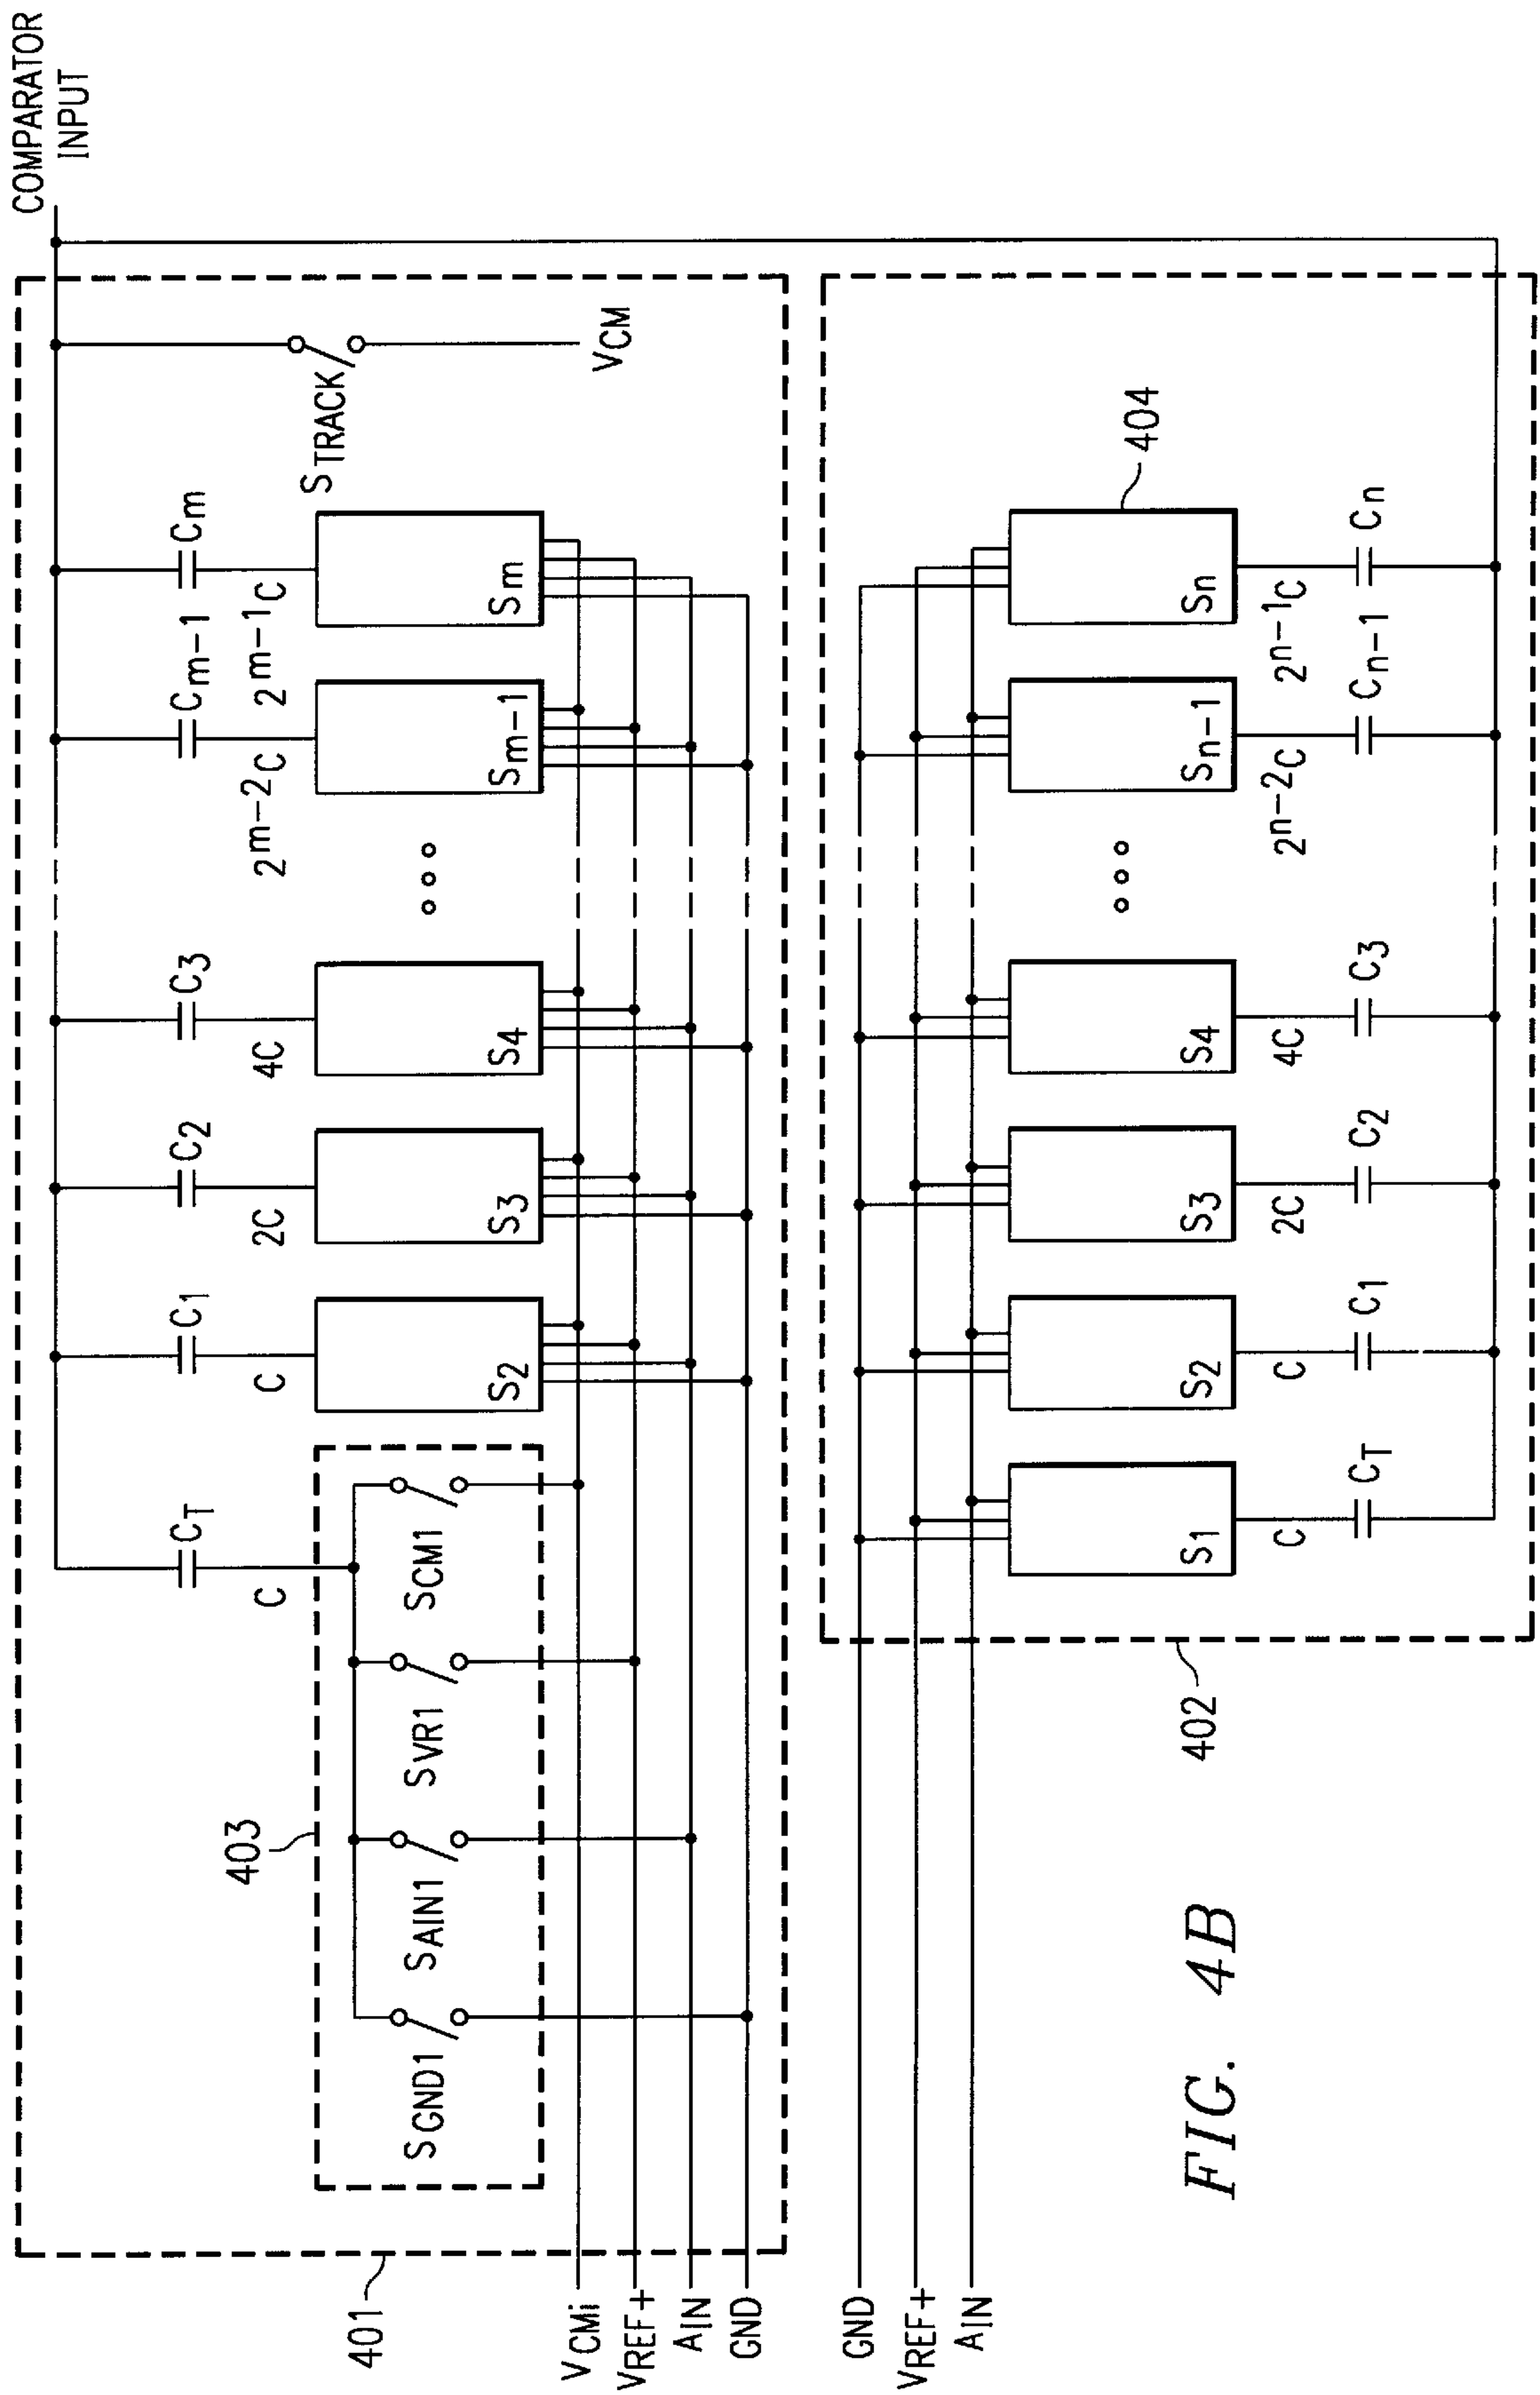 COMPARATOR
INPUT
CT
C1
C2
C3
Cm-1
Cm
C
C
2C
4C
2m-2C
2m-1C
STRACK
VCM
403
SGND1
SAIN1
SVR1
SCM1
S2
S3
S4
Sm-1
Sm
401
VCMi
VREF+
AIN
GND
GND
VREF+
AIN
404
S1
S2
S3
S4
Sn-1
Sn
402
C
C
2C
4C
2n-2C
2n-1C
CT
C1
C2
C3
Cn-1
Cn
FIG. 4B